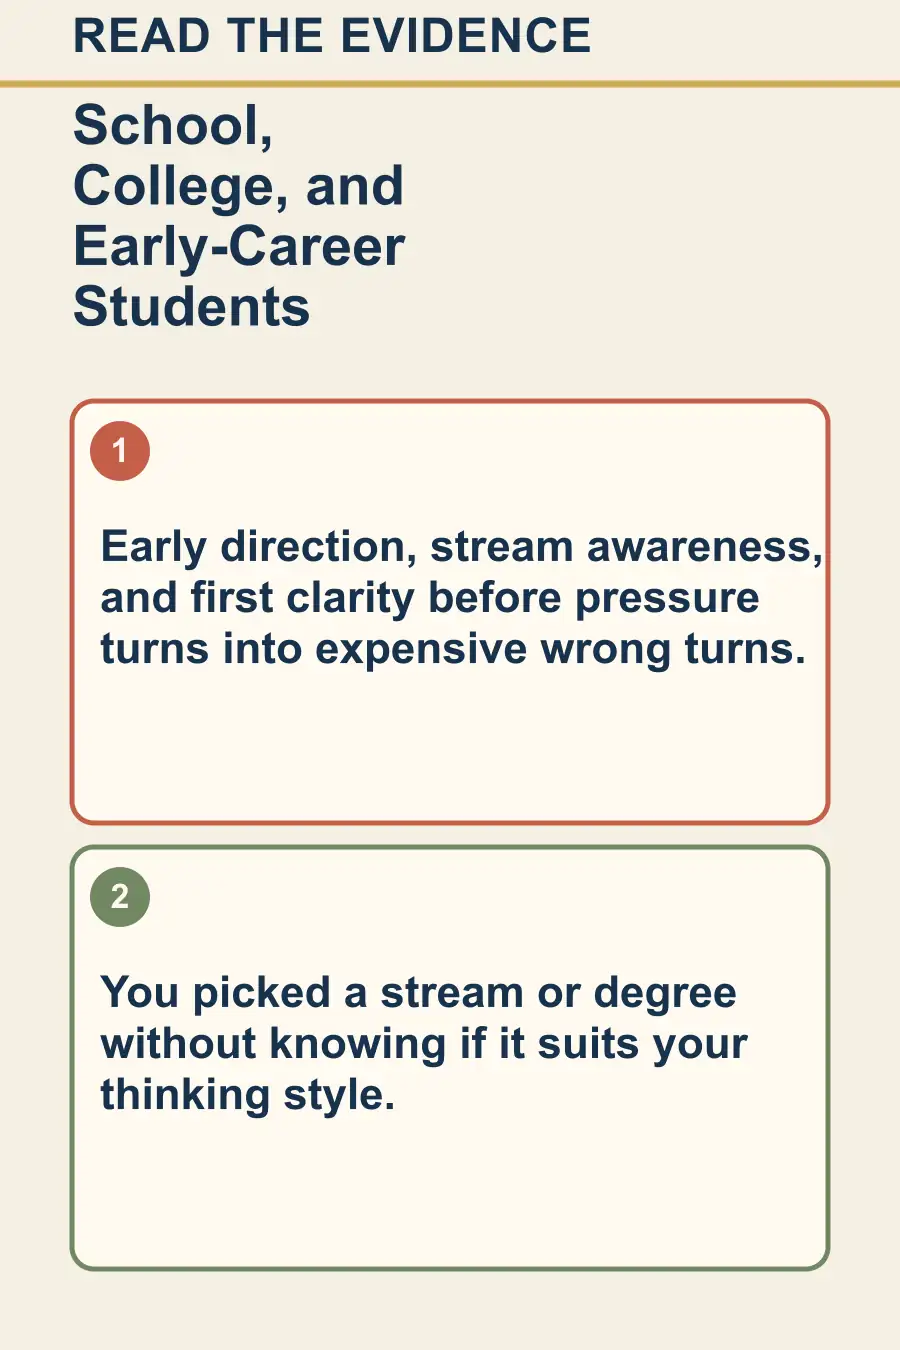 READ THE EVIDENCE
School,
College, and
Early-Career
Students
1
Early direction, stream awareness,
and first clarity before pressure
turns into expensive wrong turns.
2
You picked a stream or degree
without knowing if it suits your
thinking style.